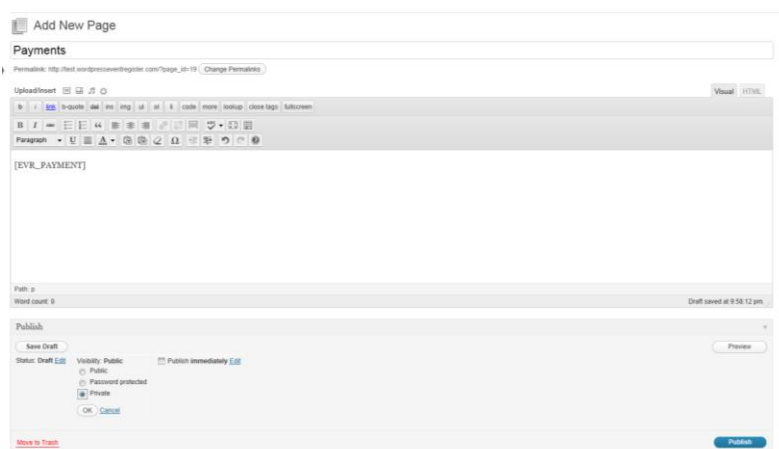 Add New Page
Payments
Permalink: http://test.wordpresseventregister.com/?page_id=19 Change Permalinks
Upload/Insert Visual HTML
b i link b-quote del ins img ul ol li code more lookup close tags fullscreen
B I ABC
Paragraph U A Ω
[EVR_PAYMENT]
Path: p
Word count: 0 Draft saved at 9:58:12 pm.
Publish
Save Draft Preview
Status: Draft Edit Visibility: Public Publish immediately Edit
Public
Password protected
Private
OK Cancel
Move to Trash Publish